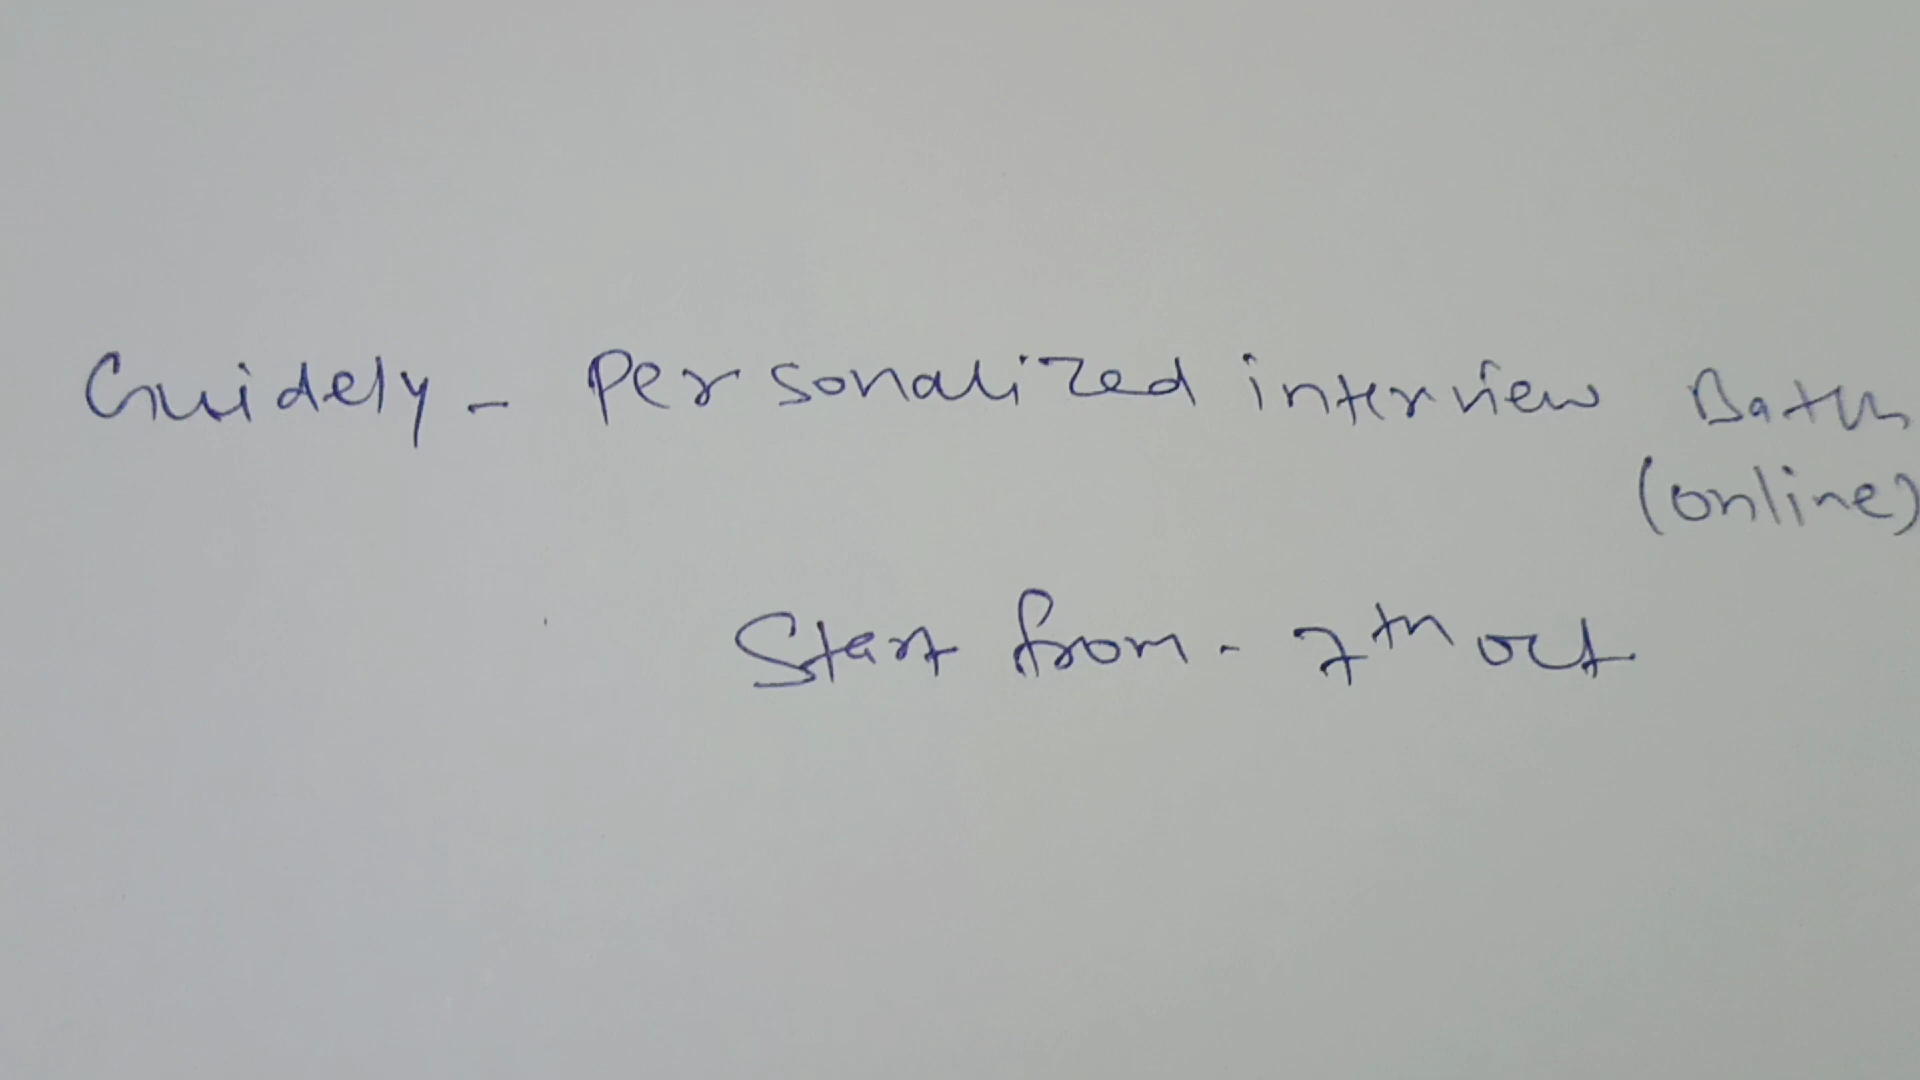 Guidely - Personalized interview Batch
(online)
Start from - 7th oct